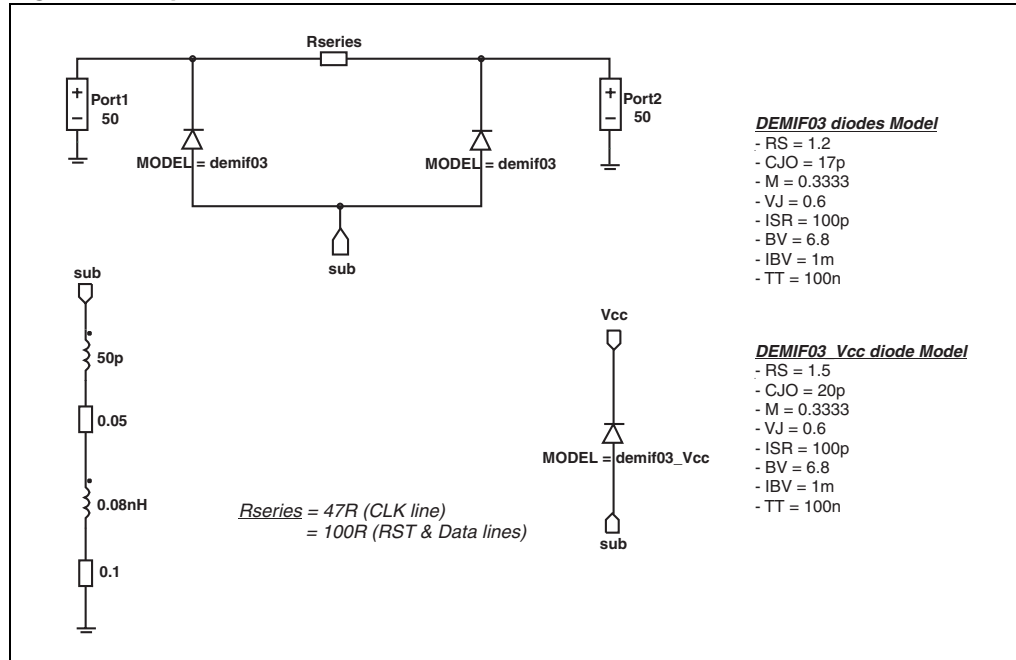 Rseries
+
Port1
-
50
MODEL = demif03
MODEL = demif03
+
Port2
-
50
sub
sub
50p
0.05
0.08nH
0.1
Rseries = 47R (CLK line)
= 100R (RST & Data lines)
Vcc
MODEL = demif03_Vcc
sub
DEMIF03 diodes Model
- RS = 1.2
- CJO = 17p
- M = 0.3333
- VJ = 0.6
- ISR = 100p
- BV = 6.8
- IBV = 1m
- TT = 100n
DEMIF03_Vcc diode Model
- RS = 1.5
- CJO = 20p
- M = 0.3333
- VJ = 0.6
- ISR = 100p
- BV = 6.8
- IBV = 1m
- TT = 100n